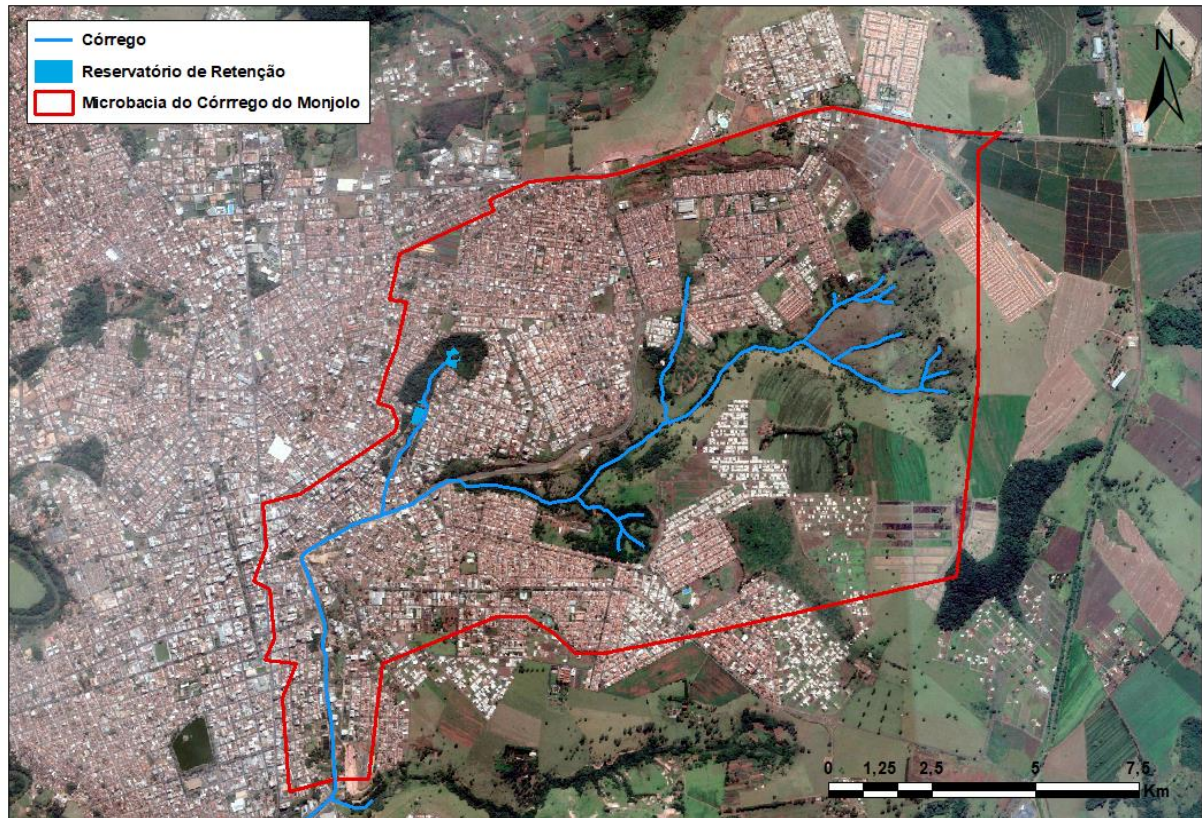 Córrego
Reservatório de Retenção
Microbacia do Córrrego do Monjolo
N
0 1,25 2,5 5 7,5
Km